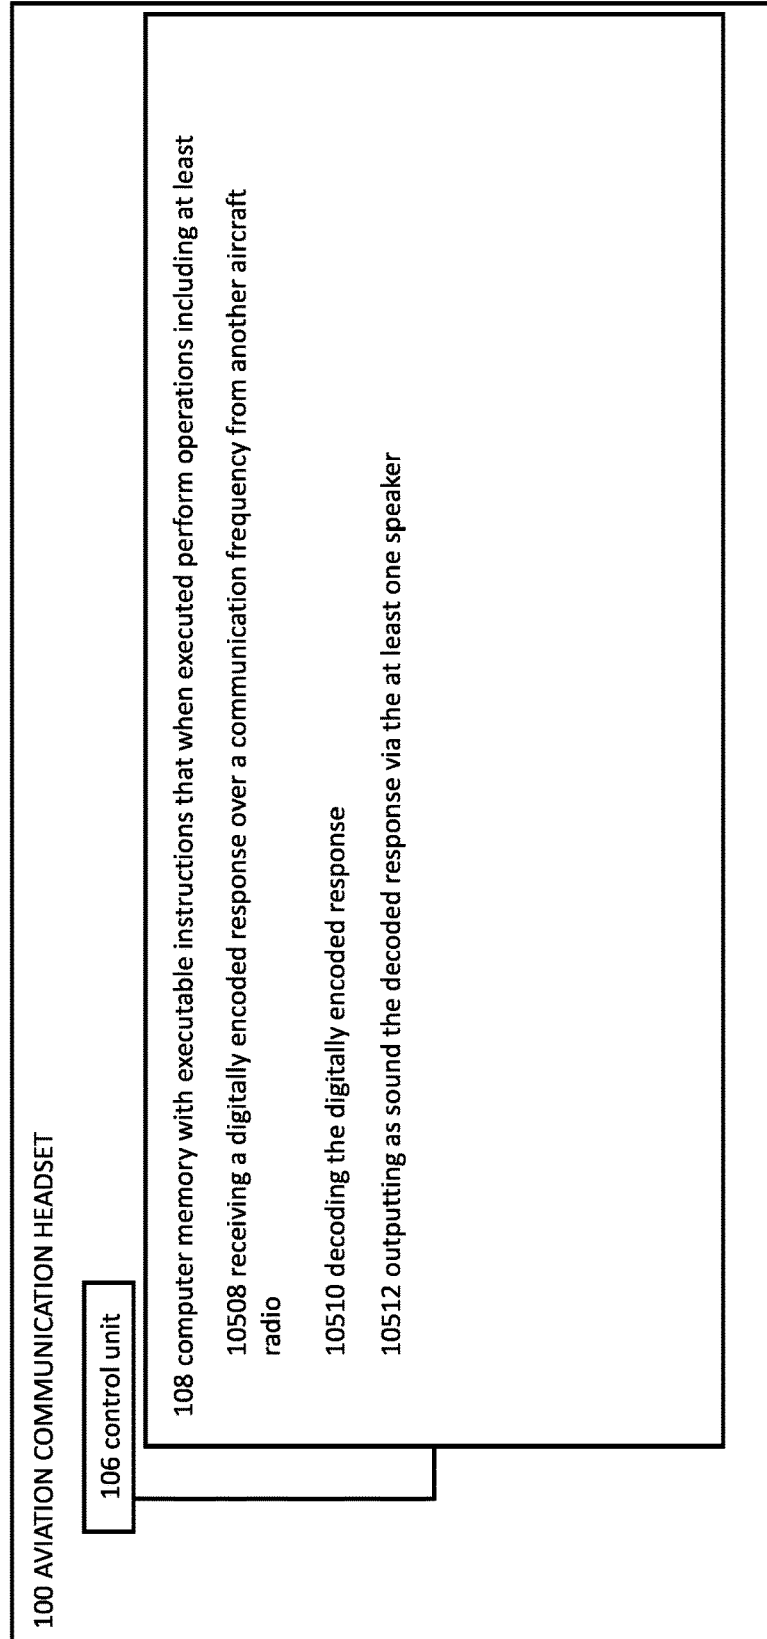 100 AVIATION COMMUNICATION HEADSET
106 control unit
108 computer memory with executable instructions that when executed perform operations including at least
10508 receiving a digitally encoded response over a communication frequency from another aircraft
radio
10510 decoding the digitally encoded response
10512 outputting as sound the decoded response via the at least one speaker